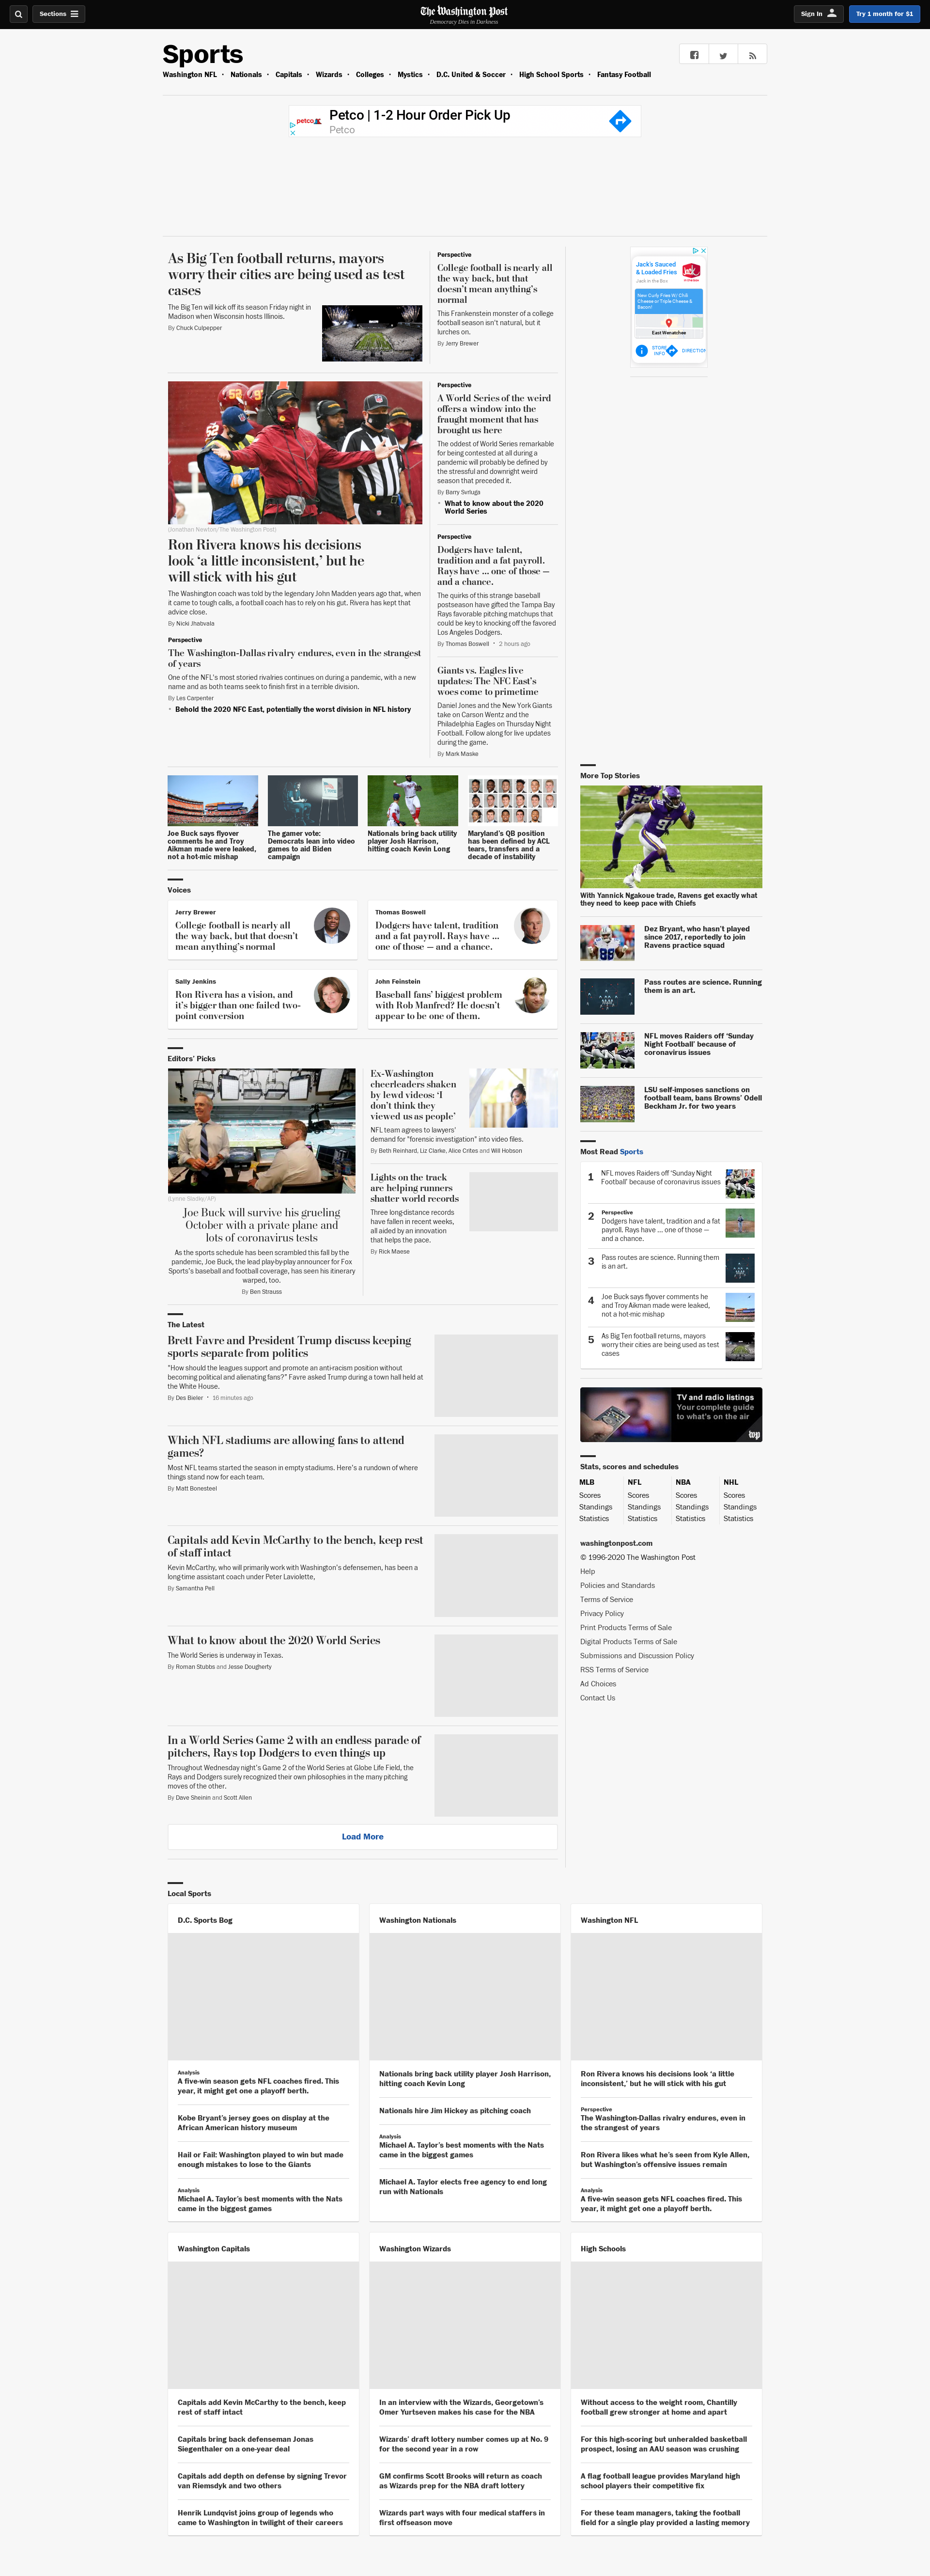 Sections
The Washington Post
Democracy Dies in Darkness
Sign In
Try 1 month for $1
Sports
Washington NFL • Nationals • Capitals • Wizards • Colleges • Mystics • D.C. United & Soccer • High School Sports • Fantasy Football
petco
Petco | 1-2 Hour Order Pick Up
Petco
As Big Ten football returns, mayors
worry their cities are being used as test
cases
The Big Ten will kick off its season Friday night in
Madison when Wisconsin hosts Illinois.
By Chuck Culpepper
Perspective
College football is nearly all
the way back, but that
doesn’t mean anything’s
normal
This Frankenstein monster of a college
football season isn’t natural, but it
lurches on.
By Jerry Brewer
Jack's Sauced
& Loaded Fries
Jack in the Box
New Curly Fries W/ Chili
Cheese or Triple Cheese &
Bacon!
East Wenatchee
STORE
INFO
DIRECTION
(Jonathan Newton/The Washington Post)
Ron Rivera knows his decisions
look ‘a little inconsistent,’ but he
will stick with his gut
The Washington coach was told by the legendary John Madden years ago that, when
it came to tough calls, a football coach has to rely on his gut. Rivera has kept that
advice close.
By Nicki Jhabvala
Perspective
The Washington-Dallas rivalry endures, even in the strangest
of years
One of the NFL's most storied rivalries continues on during a pandemic, with a new
name and as both teams seek to finish first in a terrible division.
By Les Carpenter
• Behold the 2020 NFC East, potentially the worst division in NFL history
Perspective
A World Series of the weird
offers a window into the
fraught moment that has
brought us here
The oddest of World Series remarkable
for being contested at all during a
pandemic will probably be defined by
the stressful and downright weird
season that preceded it.
By Barry Svrluga
• What to know about the 2020
World Series
Perspective
Dodgers have talent,
tradition and a fat payroll.
Rays have ... one of those —
and a chance.
The quirks of this strange baseball
postseason have gifted the Tampa Bay
Rays favorable pitching matchups that
could be key to knocking off the favored
Los Angeles Dodgers.
By Thomas Boswell • 2 hours ago
Giants vs. Eagles live
updates: The NFC East’s
woes come to primetime
Daniel Jones and the New York Giants
take on Carson Wentz and the
Philadelphia Eagles on Thursday Night
Football. Follow along for live updates
during the game.
By Mark Maske
Joe Buck says flyover
comments he and Troy
Aikman made were leaked,
not a hot-mic mishap
The gamer vote:
Democrats lean into video
games to aid Biden
campaign
Nationals bring back utility
player Josh Harrison,
hitting coach Kevin Long
Maryland’s QB position
has been defined by ACL
tears, transfers and a
decade of instability
Voices
Jerry Brewer
College football is nearly all
the way back, but that doesn’t
mean anything’s normal
Thomas Boswell
Dodgers have talent, tradition
and a fat payroll. Rays have ...
one of those — and a chance.
Sally Jenkins
Ron Rivera has a vision, and
it’s bigger than one failed two-
point conversion
John Feinstein
Baseball fans’ biggest problem
with Rob Manfred? He doesn’t
appear to be one of them.
Editors’ Picks
(Lynne Sladky/AP)
Joe Buck will survive his grueling
October with a private plane and
lots of coronavirus tests
As the sports schedule has been scrambled this fall by the
pandemic, Joe Buck, the lead play-by-play announcer for Fox
Sports’s baseball and football coverage, has seen his itinerary
warped, too.
By Ben Strauss
Ex-Washington
cheerleaders shaken
by lewd videos: ‘I
don’t think they
viewed us as people’
NFL team agrees to lawyers’
demand for “forensic investigation” into video files.
By Beth Reinhard, Liz Clarke, Alice Crites and Will Hobson
Lights on the track
are helping runners
shatter world records
Three long-distance records
have fallen in recent weeks,
all aided by an innovation
that helps the pace.
By Rick Maese
The Latest
Brett Favre and President Trump discuss keeping
sports separate from politics
“How should the leagues support and promote an anti-racism position without
becoming political and alienating fans?” Favre asked Trump during a town hall held at
the White House.
By Des Bieler • 16 minutes ago
Which NFL stadiums are allowing fans to attend
games?
Most NFL teams started the season in empty stadiums. Here’s a rundown of where
things stand now for each team.
By Matt Bonesteel
Capitals add Kevin McCarthy to the bench, keep rest
of staff intact
Kevin McCarthy, who will primarily work with Washington’s defensemen, has been a
long-time assistant coach under Peter Laviolette,
By Samantha Pell
What to know about the 2020 World Series
The World Series is underway in Texas.
By Roman Stubbs and Jesse Dougherty
In a World Series Game 2 with an endless parade of
pitchers, Rays top Dodgers to even things up
Throughout Wednesday night’s Game 2 of the World Series at Globe Life Field, the
Rays and Dodgers surely recognized their own philosophies in the many pitching
moves of the other.
By Dave Sheinin and Scott Allen
Load More
More Top Stories
With Yannick Ngakoue trade, Ravens get exactly what
they need to keep pace with Chiefs
Dez Bryant, who hasn’t played
since 2017, reportedly to join
Ravens practice squad
Pass routes are science. Running
them is an art.
NFL moves Raiders off ‘Sunday
Night Football’ because of
coronavirus issues
LSU self-imposes sanctions on
football team, bans Browns’ Odell
Beckham Jr. for two years
Most Read Sports
1 NFL moves Raiders off ‘Sunday Night
Football’ because of coronavirus issues
2 Perspective
Dodgers have talent, tradition and a fat
payroll. Rays have ... one of those —
and a chance.
3 Pass routes are science. Running them
is an art.
4 Joe Buck says flyover comments he
and Troy Aikman made were leaked,
not a hot-mic mishap
5 As Big Ten football returns, mayors
worry their cities are being used as test
cases
TV and radio listings
Your complete guide
to what's on the air
wp
Stats, scores and schedules
MLB NFL NBA NHL
Scores Scores Scores Scores
Standings Standings Standings Standings
Statistics Statistics Statistics Statistics
washingtonpost.com
© 1996-2020 The Washington Post
Help
Policies and Standards
Terms of Service
Privacy Policy
Print Products Terms of Sale
Digital Products Terms of Sale
Submissions and Discussion Policy
RSS Terms of Service
Ad Choices
Contact Us
Local Sports
D.C. Sports Bog
Analysis
A five-win season gets NFL coaches fired. This
year, it might get one a playoff berth.
Kobe Bryant’s jersey goes on display at the
African American history museum
Hail or Fail: Washington played to win but made
enough mistakes to lose to the Giants
Analysis
Michael A. Taylor’s best moments with the Nats
came in the biggest games
Washington Nationals
Nationals bring back utility player Josh Harrison,
hitting coach Kevin Long
Nationals hire Jim Hickey as pitching coach
Analysis
Michael A. Taylor’s best moments with the Nats
came in the biggest games
Michael A. Taylor elects free agency to end long
run with Nationals
Washington NFL
Ron Rivera knows his decisions look ‘a little
inconsistent,’ but he will stick with his gut
Perspective
The Washington-Dallas rivalry endures, even in
the strangest of years
Ron Rivera likes what he’s seen from Kyle Allen,
but Washington’s offensive issues remain
Analysis
A five-win season gets NFL coaches fired. This
year, it might get one a playoff berth.
Washington Capitals
Capitals add Kevin McCarthy to the bench, keep
rest of staff intact
Capitals bring back defenseman Jonas
Siegenthaler on a one-year deal
Capitals add depth on defense by signing Trevor
van Riemsdyk and two others
Henrik Lundqvist joins group of legends who
came to Washington in twilight of their careers
Washington Wizards
In an interview with the Wizards, Georgetown’s
Omer Yurtseven makes his case for the NBA
Wizards’ draft lottery number comes up at No. 9
for the second year in a row
GM confirms Scott Brooks will return as coach
as Wizards prep for the NBA draft lottery
Wizards part ways with four medical staffers in
first offseason move
High Schools
Without access to the weight room, Chantilly
football grew stronger at home and apart
For this high-scoring but unheralded basketball
prospect, losing an AAU season was crushing
A flag football league provides Maryland high
school players their competitive fix
For these team managers, taking the football
field for a single play provided a lasting memory